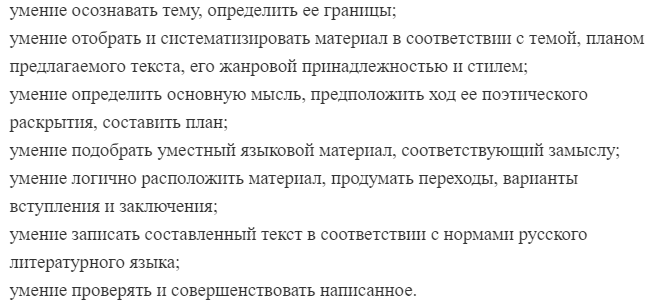 умение осознавать тему, определить ее границы;
умение отобрать и систематизировать материал в соответствии с темой, планом
предлагаемого текста, его жанровой принадлежностью и стилем;
умение определить основную мысль, предположить ход ее поэтического
раскрытия, составить план;
умение подобрать уместный языковой материал, соответствующий замыслу;
умение логично расположить материал, продумать переходы, варианты
вступления и заключения;
умение записать составленный текст в соответствии с нормами русского
литературного языка;
умение проверять и совершенствовать написанное.